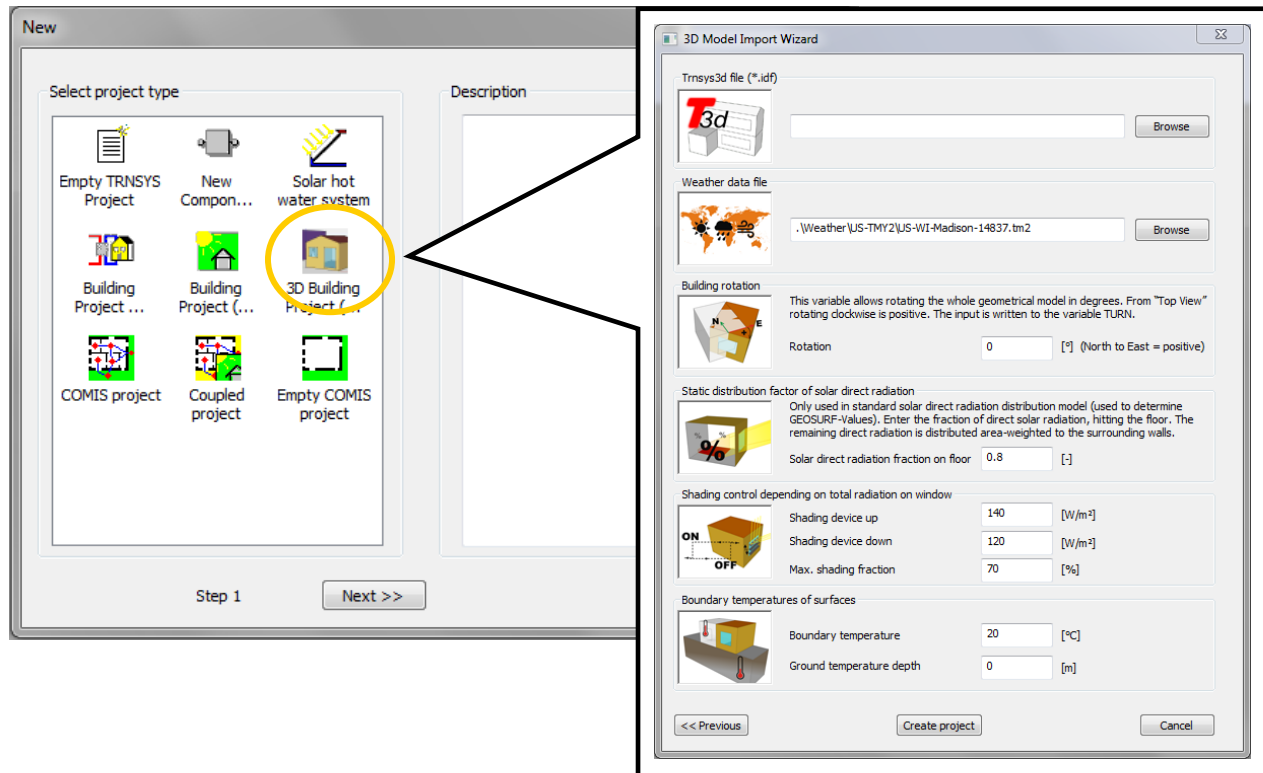 New
Select project type
Description
Empty TRNSYS
Project
New
Compon...
Solar hot
water system
Building
Project ...
Building
Project (...
3D Building
Project (...
COMIS project
Coupled
project
Empty COMIS
project
Step 1
Next >>
3D Model Import Wizard
Trnsys3d file (*.idf)
T3d
Browse
Weather data file
.\Weather\US-TMY2\US-WI-Madison-14837.tm2
Browse
Building rotation
N
E
This variable allows rotating the whole geometrical model in degrees. From "Top View"
rotating clockwise is positive. The input is written to the variable TURN.
Rotation
0
[°] (North to East = positive)
Static distribution factor of solar direct radiation
% %
%
Only used in standard solar direct radiation distribution model (used to determine
GEOSURF-Values). Enter the fraction of direct solar radiation, hitting the floor. The
remaining direct radiation is distributed area-weighted to the surrounding walls.
Solar direct radiation fraction on floor
0.8
[-]
Shading control depending on total radiation on window
ON
OFF
Shading device up
140
[W/m²]
Shading device down
120
[W/m²]
Max. shading fraction
70
[%]
Boundary temperatures of surfaces
Boundary temperature
20
[°C]
Ground temperature depth
0
[m]
<< Previous
Create project
Cancel